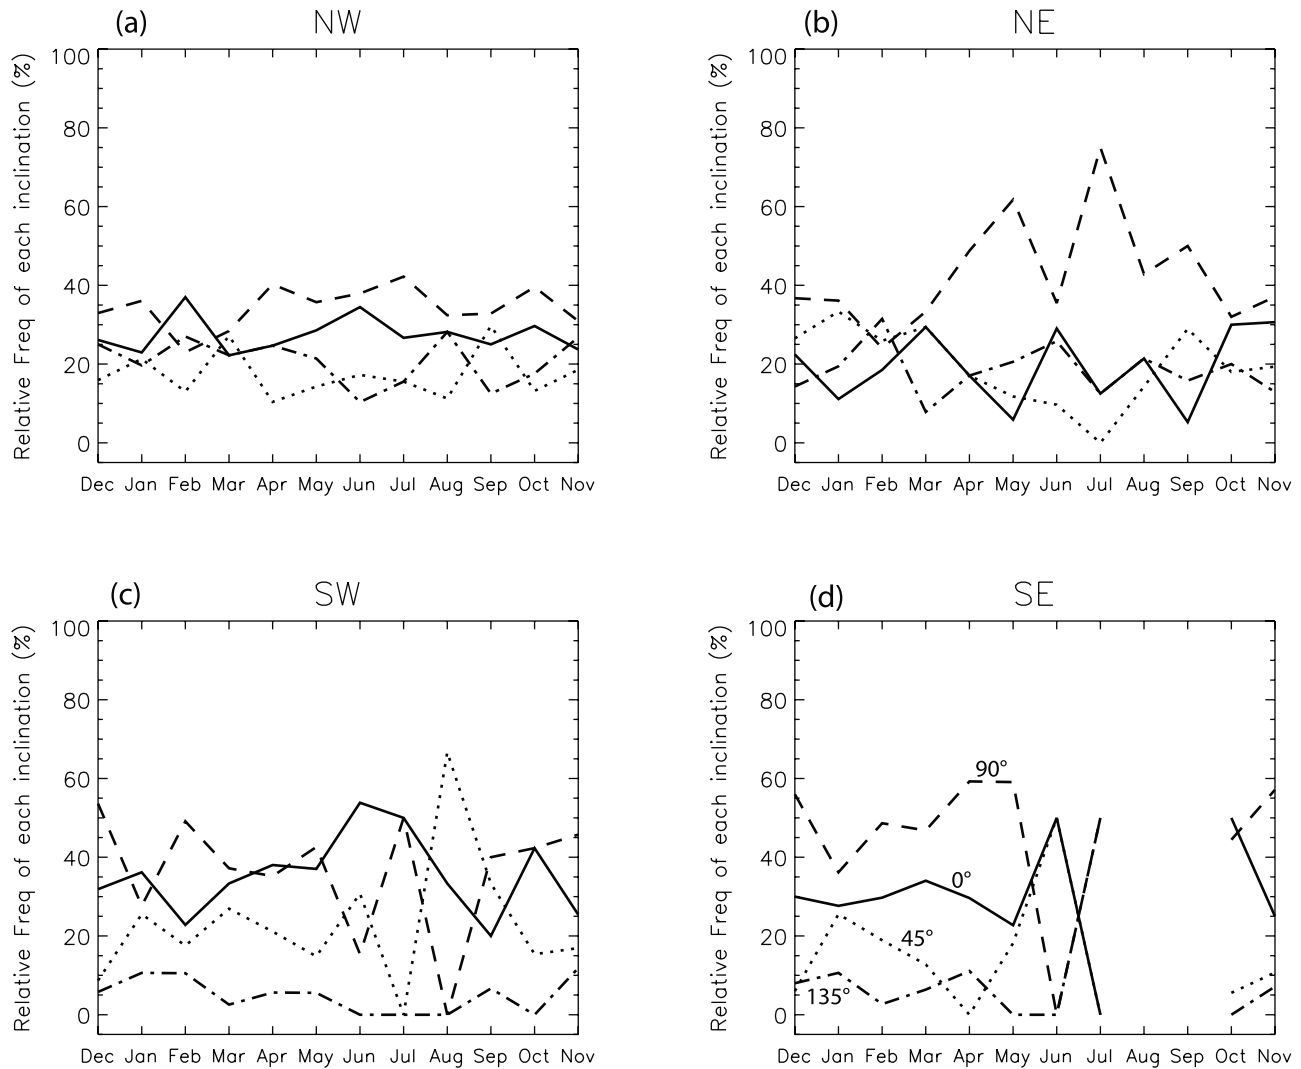 (a) NW
Relative Freq of each inclination (%)
100
80
60
40
20
0
Dec Jan Feb Mar Apr May Jun Jul Aug Sep Oct Nov
(b) NE
Relative Freq of each inclination (%)
100
80
60
40
20
0
Dec Jan Feb Mar Apr May Jun Jul Aug Sep Oct Nov
(c) SW
Relative Freq of each inclination (%)
100
80
60
40
20
0
Dec Jan Feb Mar Apr May Jun Jul Aug Sep Oct Nov
(d) SE
Relative Freq of each inclination (%)
100
80
60
40
20
0
90°
0°
45°
135°
Dec Jan Feb Mar Apr May Jun Jul Aug Sep Oct Nov